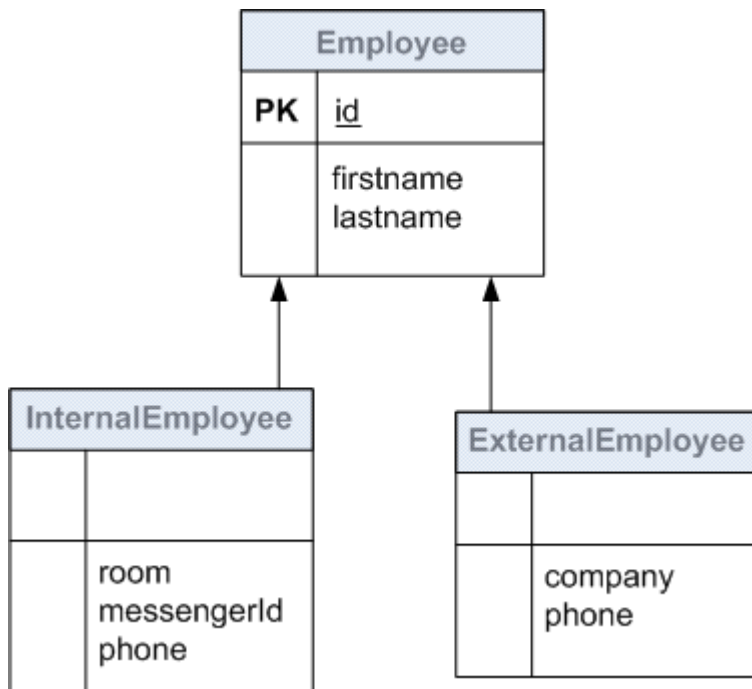 Employee
PK id
firstname
lastname
InternalEmployee
room
messengerId
phone
ExternalEmployee
company
phone